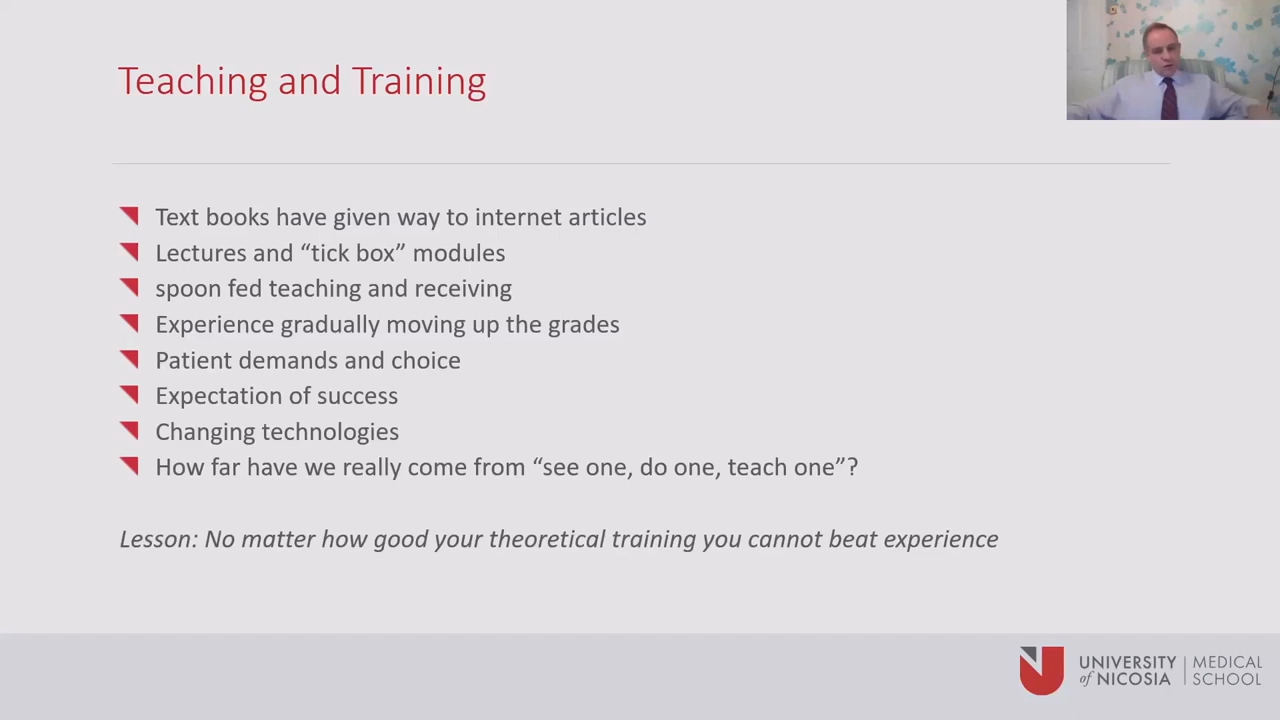 Teaching and Training
Text books have given way to internet articles
Lectures and “tick box” modules
spoon fed teaching and receiving
Experience gradually moving up the grades
Patient demands and choice
Expectation of success
Changing technologies
How far have we really come from “see one, do one, teach one”?
Lesson: No matter how good your theoretical training you cannot beat experience
UNIVERSITY
of NICOSIA
MEDICAL
SCHOOL